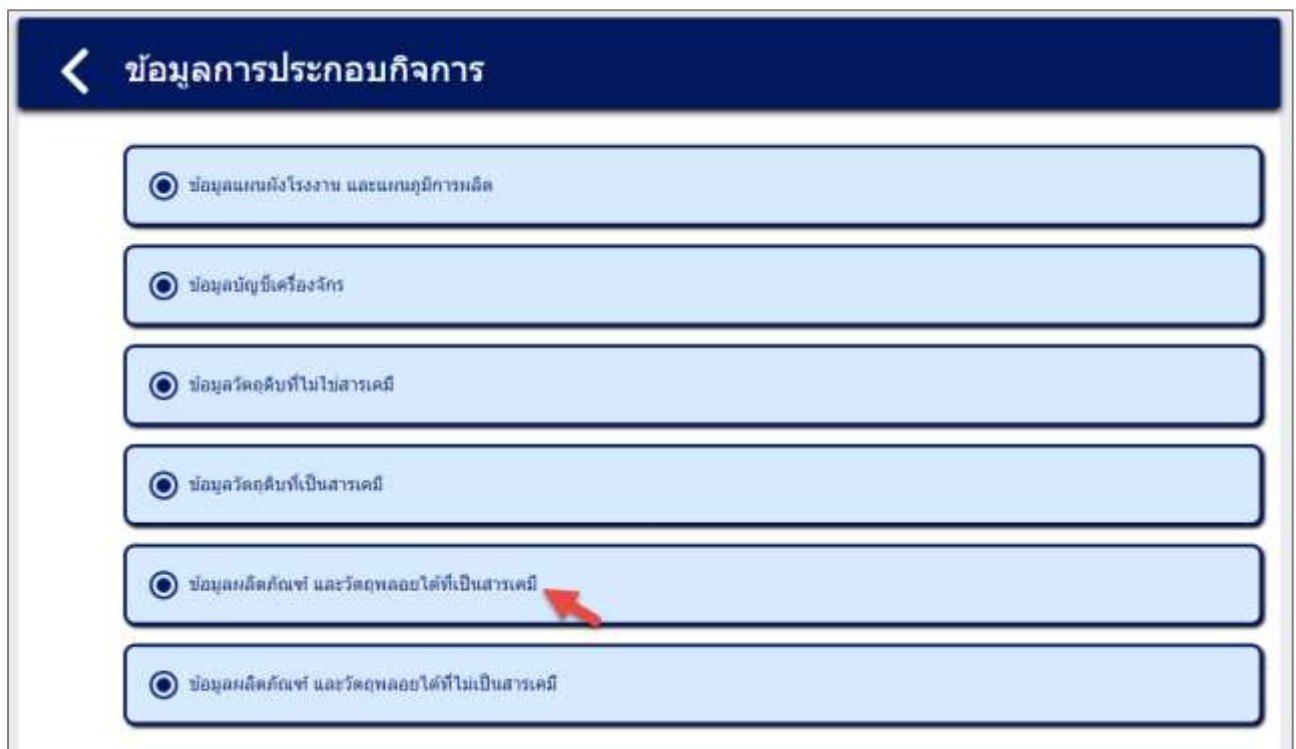 ข้อมูลการประกอบกิจการ
ข้อมูลแผนผังโรงงาน และแผนภูมิการผลิต
ข้อมูลบัญชีเครื่องจักร
ข้อมูลวัตถุดิบที่ไม่ใช่สารเคมี
ข้อมูลวัตถุดิบที่เป็นสารเคมี
ข้อมูลผลิตภัณฑ์ และวัตถุพลอยได้ที่เป็นสารเคมี
ข้อมูลผลิตภัณฑ์ และวัตถุพลอยได้ที่ไม่เป็นสารเคมี